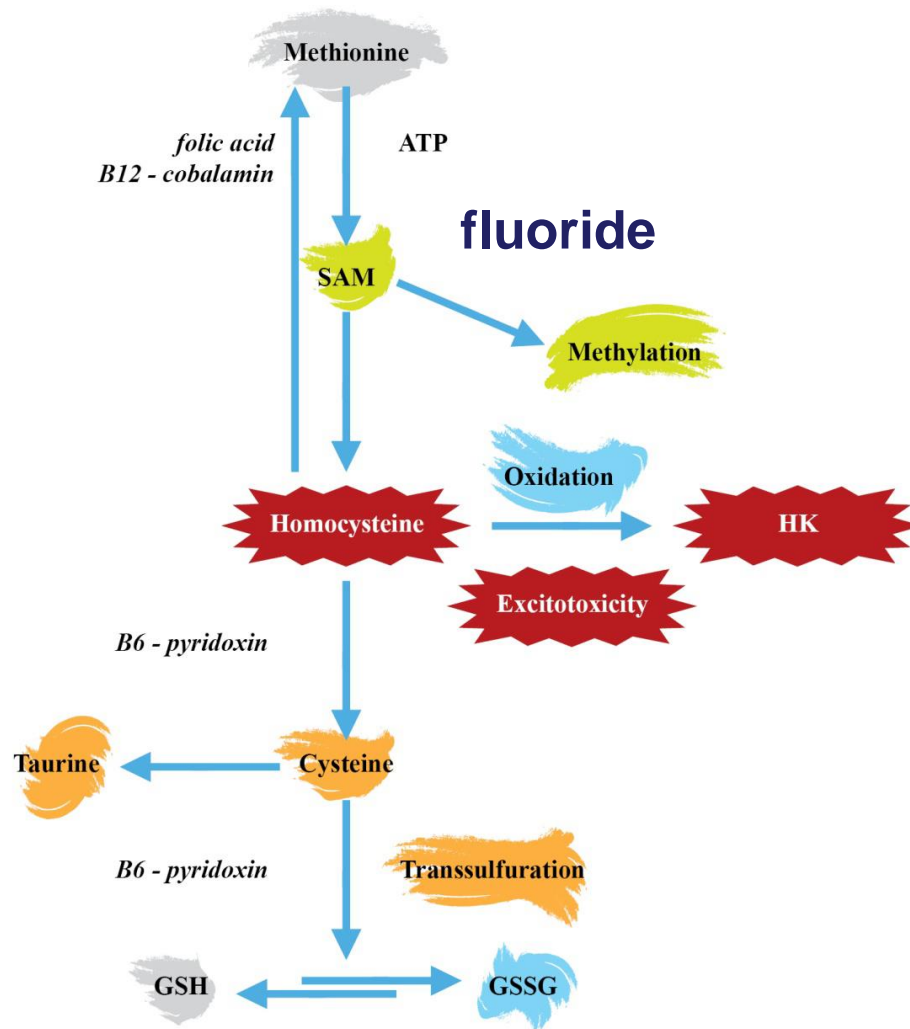 Methionine
folic acid
B12 - cobalamin
ATP
fluoride
SAM
Methylation
Oxidation
Homocysteine
HK
Excitotoxicity
B6 - pyridoxin
Taurine
Cysteine
B6 - pyridoxin
Transsulfuration
GSH
GSSG